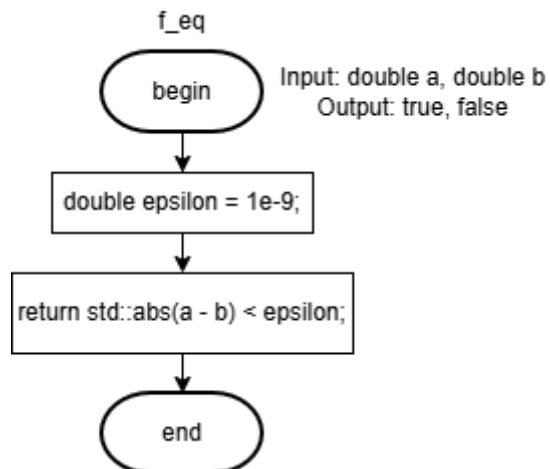 f_eq
begin
Input: double a, double b
Output: true, false
double epsilon = 1e-9;
return std::abs(a - b) < epsilon;
end